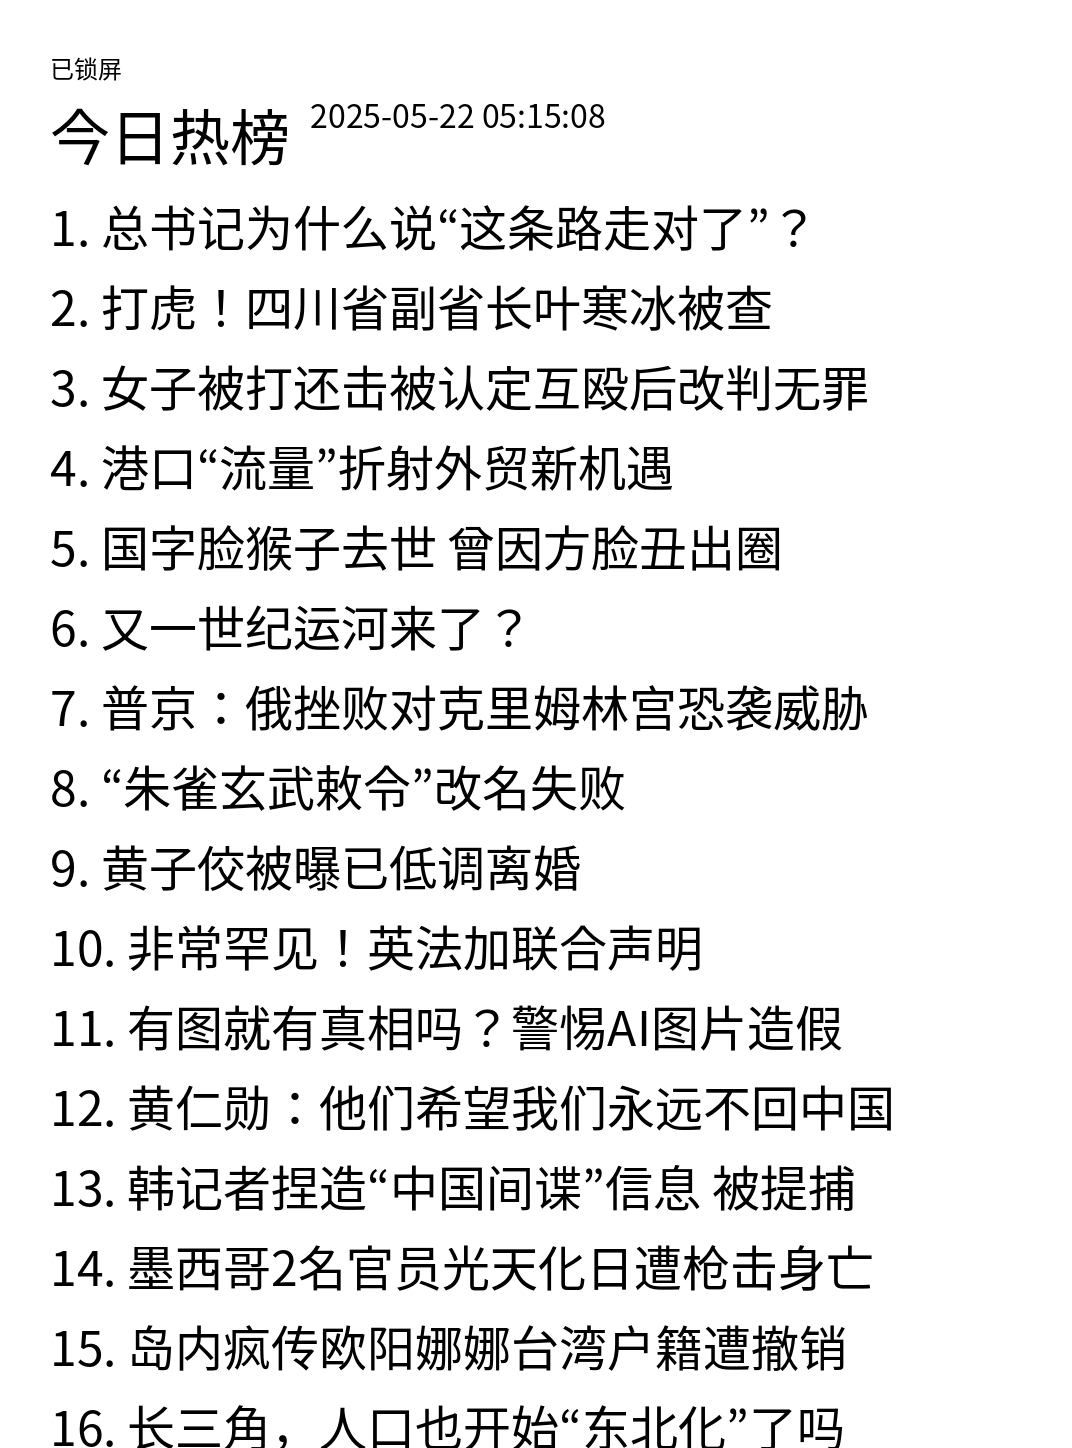 已锁屏
今日热榜 2025-05-22 05:15:08
1. 总书记为什么说“这条路走对了”？
2. 打虎！四川省副省长叶寒冰被查
3. 女子被打还击被认定互殴后改判无罪
4. 港口“流量”折射外贸新机遇
5. 国字脸猴子去世 曾因方脸丑出圈
6. 又一世纪运河来了？
7. 普京：俄挫败对克里姆林宫恐袭威胁
8. “朱雀玄武敕令”改名失败
9. 黄子佼被曝已低调离婚
10. 非常罕见！英法加联合声明
11. 有图就有真相吗？警惕AI图片造假
12. 黄仁勋：他们希望我们永远不回中国
13. 韩记者捏造“中国间谍”信息 被提捕
14. 墨西哥2名官员光天化日遭枪击身亡
15. 岛内疯传欧阳娜娜台湾户籍遭撤销
16. 长三角，人口也开始“东北化”了吗